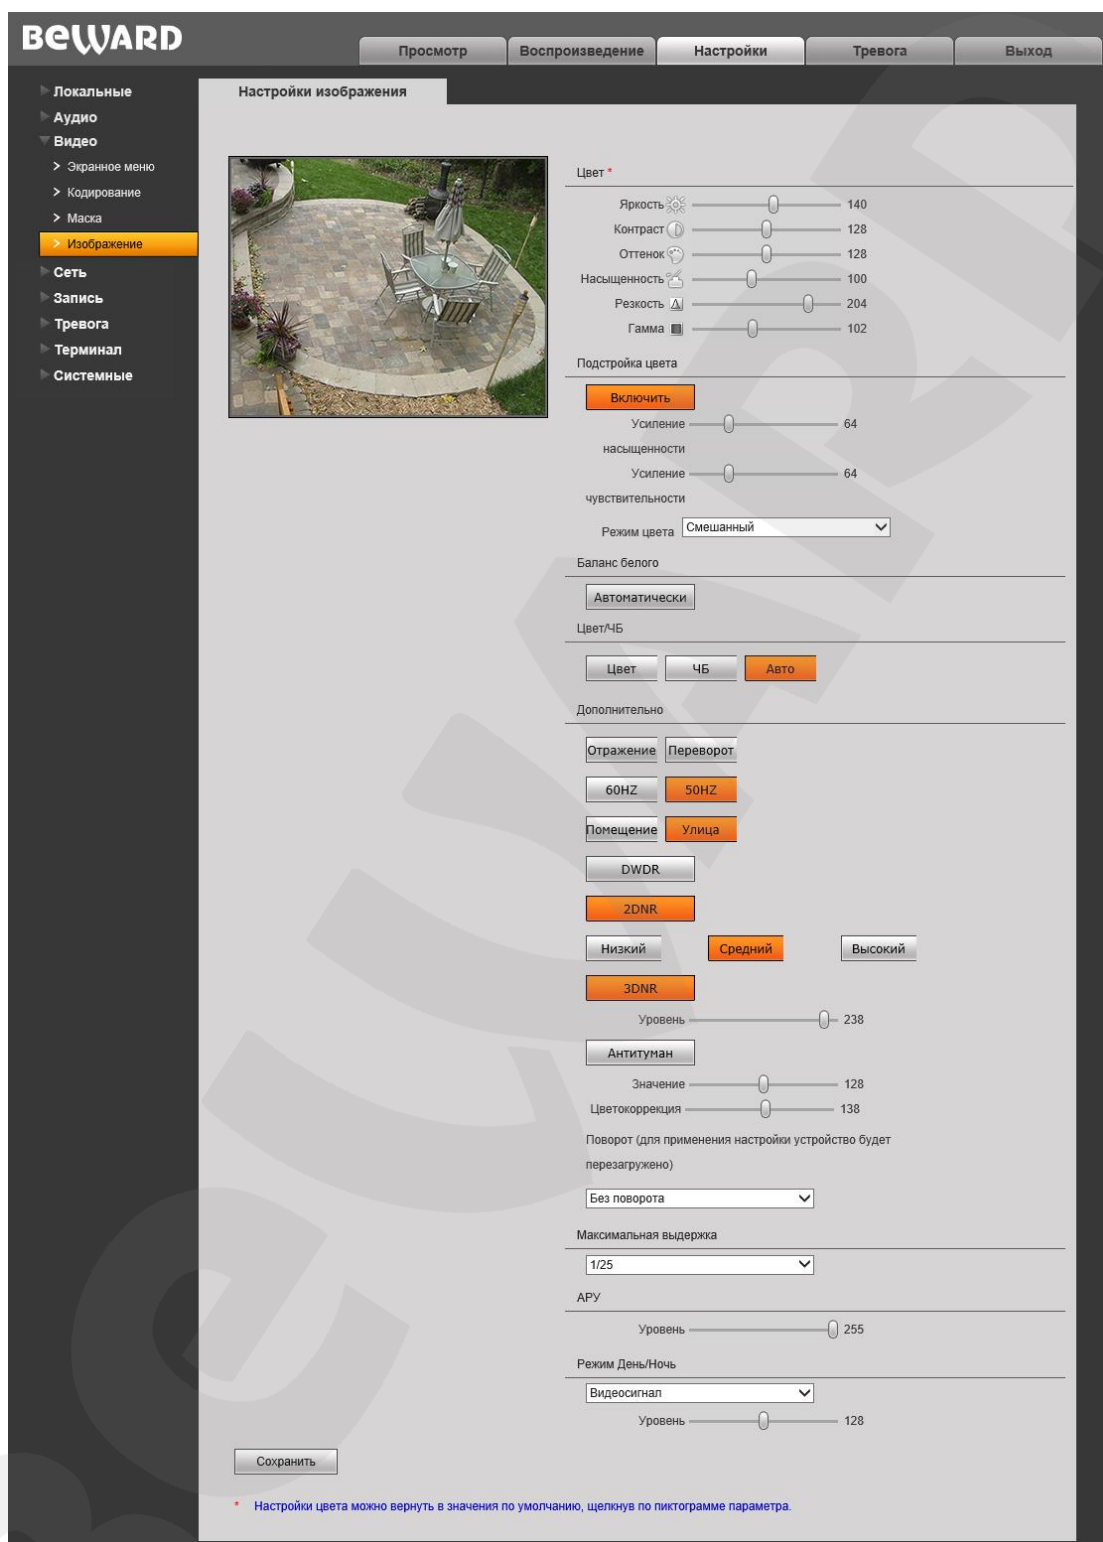 BEWARD
Просмотр Воспроизведение Настройки Тревога Выход
Локальные
Аудио
Видео
> Экранное меню
> Кодирование
> Маска
> Изображение
Сеть
Запись
Тревога
Терминал
Системные
Настройки изображения
Цвет *
Яркость 140
Контраст 128
Оттенок 128
Насыщенность 100
Резкость 204
Гамма 102
Подстройка цвета
Включить
Усиление 64
насыщенности
Усиление 64
чувствительности
Режим цвета Смешанный
Баланс белого
Автоматически
Цвет/ЧБ
Цвет ЧБ Авто
Дополнительно
Отражение Переворот
60HZ 50HZ
Помещение Улица
DWDR
2DNR
Низкий Средний Высокий
3DNR
Уровень 238
Антитуман
Значение 128
Цветокоррекция 138
Поворот (для применения настройки устройство будет
перезагружено)
Без поворота
Максимальная выдержка
1/25
АРУ
Уровень 255
Режим День/Ночь
Видеосигнал
Уровень 128
Сохранить
* Настройки цвета можно вернуть в значения по умолчанию, щелкнув по пиктограмме параметра.